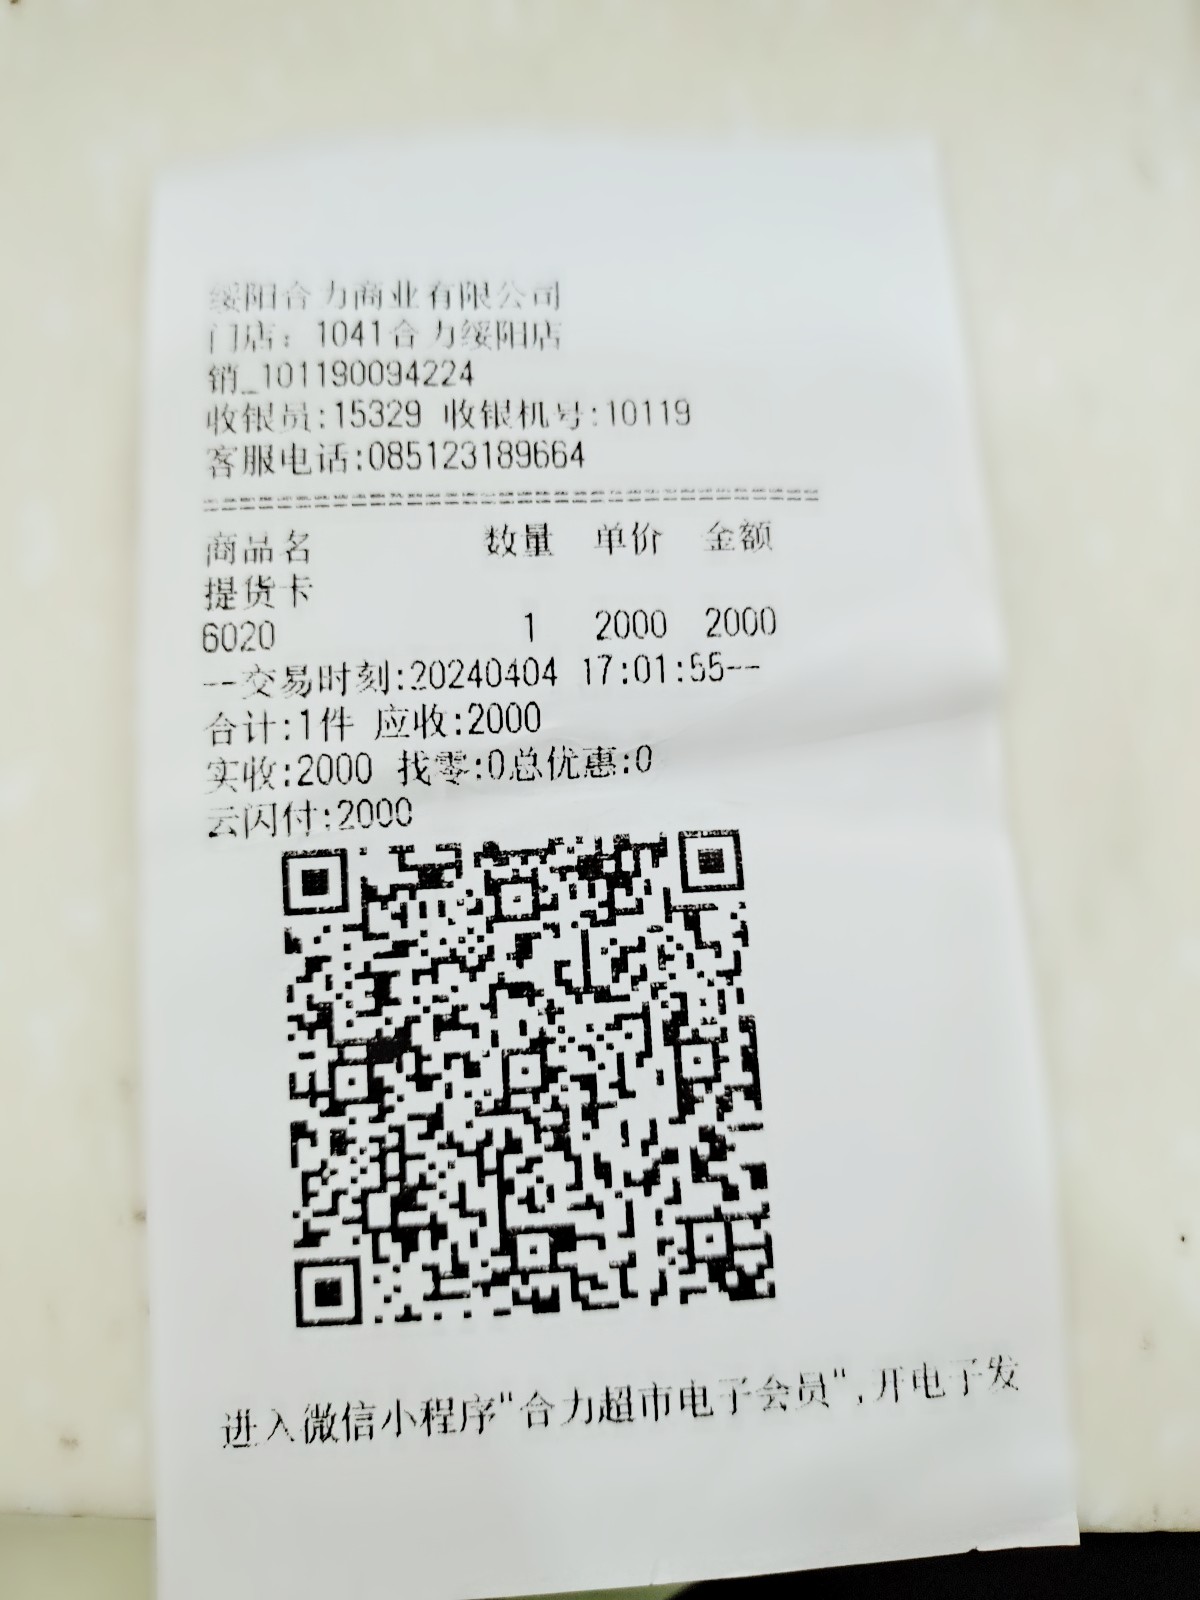 绥阳合力商业有限公司
门店：1041合力绥阳店
销_101190094224
收银员:15329 收银机号:10119
客服电话:085123189664
商品名 数量 单价 金额
提货卡
6020 1 2000 2000
--交易时刻:20240404 17:01:55--
合计:1件 应收:2000
实收:2000 找零:0总优惠:0
云闪付:2000
进入微信小程序"合力超市电子会员",开电子发